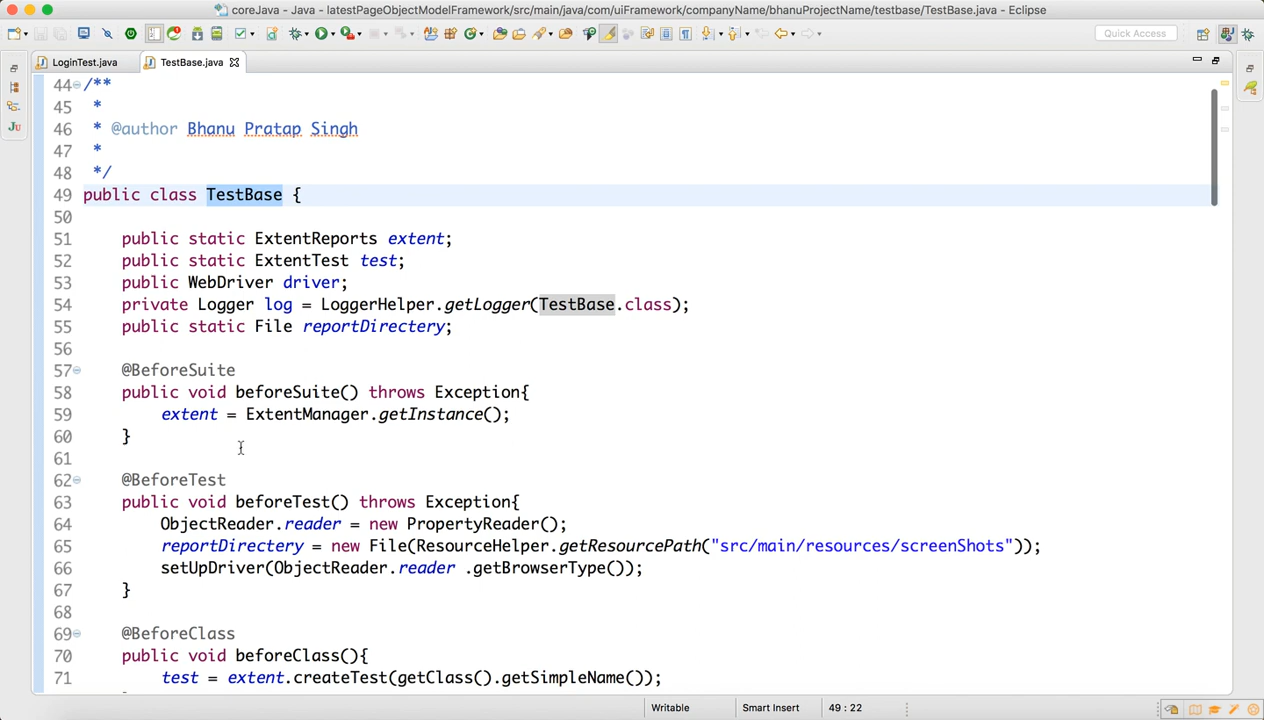 coreJava - Java - latestPageObjectModelFramework/src/main/java/com/uiFramework/companyName/bhanuProjectName/testbase/TestBase.java - Eclipse
Quick Access
LoginTest.java
TestBase.java
44 /**
45 *
46 * @author Bhanu Pratap Singh
47 *
48 */
49 public class TestBase {
50
51 public static ExtentReports extent;
52 public static ExtentTest test;
53 public WebDriver driver;
54 private Logger log = LoggerHelper.getLogger(TestBase.class);
55 public static File reportDirectery;
56
57 @BeforeSuite
58 public void beforeSuite() throws Exception{
59 extent = ExtentManager.getInstance();
60 }
61
62 @BeforeTest
63 public void beforeTest() throws Exception{
64 ObjectReader.reader = new PropertyReader();
65 reportDirectery = new File(ResourceHelper.getResourcePath("src/main/resources/screenShots"));
66 setUpDriver(ObjectReader.reader .getBrowserType());
67 }
68
69 @BeforeClass
70 public void beforeClass(){
71 test = extent.createTest(getClass().getSimpleName());
Writable
Smart Insert
49 : 22